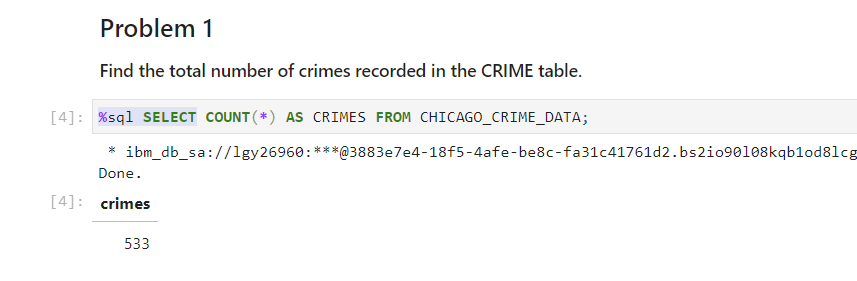 Problem 1
Find the total number of crimes recorded in the CRIME table.
[4]: %sql SELECT COUNT(*) AS CRIMES FROM CHICAGO_CRIME_DATA;
* ibm_db_sa://lgy26960:***@3883e7e4-18f5-4afe-be8c-fa31c41761d2.bs2io90l08kqb1od8lcg
Done.
[4]: crimes
533